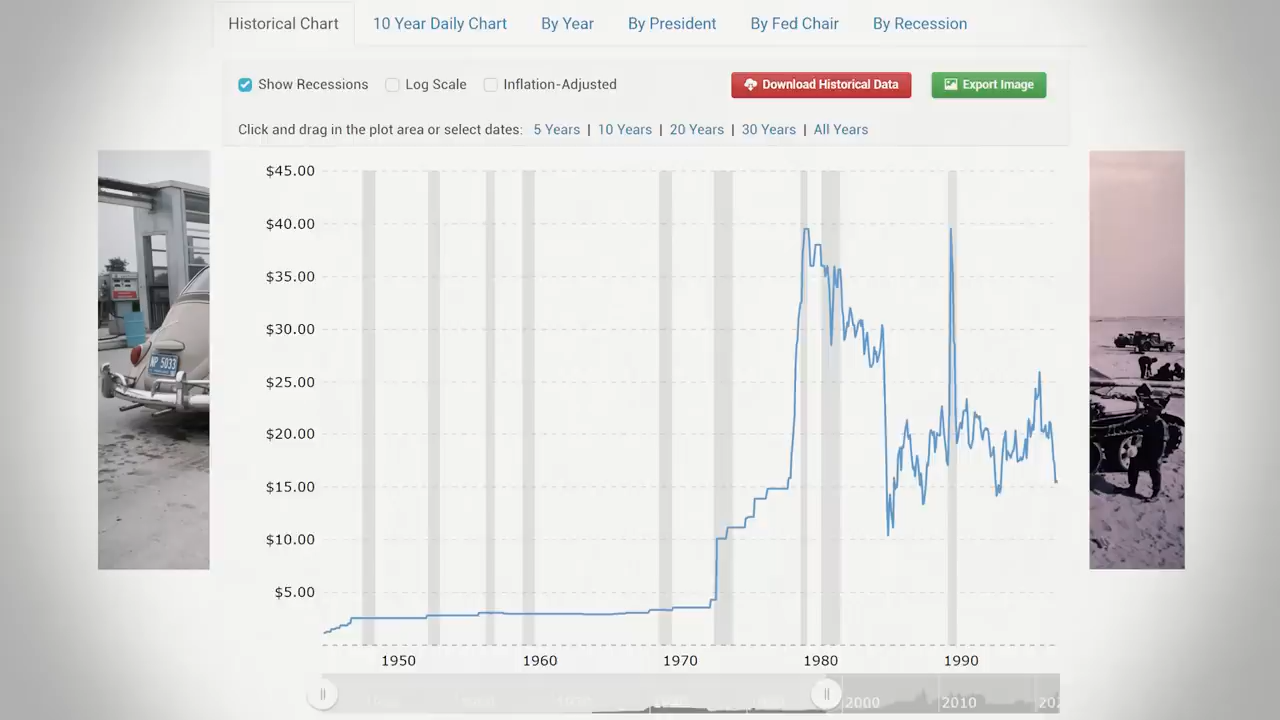 Historical Chart 10 Year Daily Chart By Year By President By Fed Chair By Recession
Show Recessions Log Scale Inflation-Adjusted Download Historical Data Export Image
Click and drag in the plot area or select dates: 5 Years | 10 Years | 20 Years | 30 Years | All Years
$45.00
$40.00
$35.00
$30.00
$25.00
$20.00
$15.00
$10.00
$5.00
1950 1960 1970 1980 1990
2000 2010
NP 5033